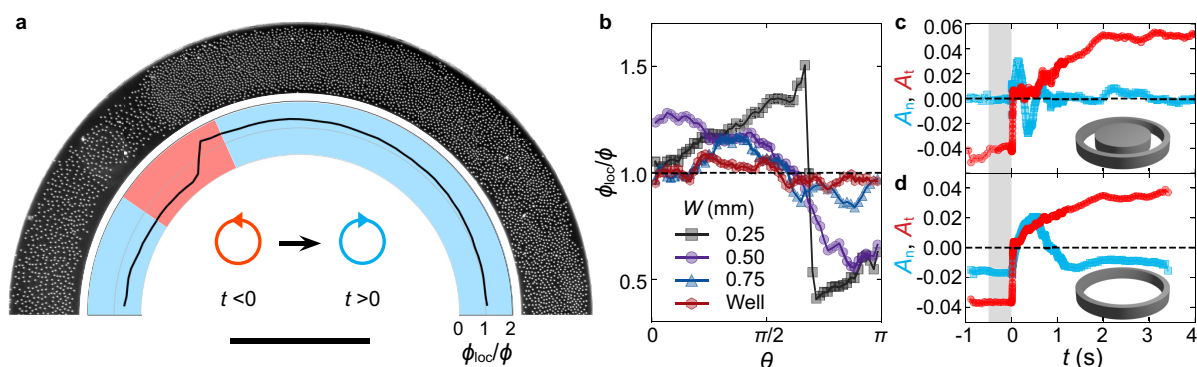 a
t <0
t >0
0 1 2
ϕloc/ϕ
b
1.5
1.0
0.5
ϕloc/ϕ
W (mm)
0.25
0.50
0.75
Well
0
π/2
π
θ
c
0.06
0.04
0.02
0.00
-0.02
-0.04
An, At
d
0.04
0.02
0.00
-0.02
-0.04
An, At
-1 0 1 2 3 4
t (s)